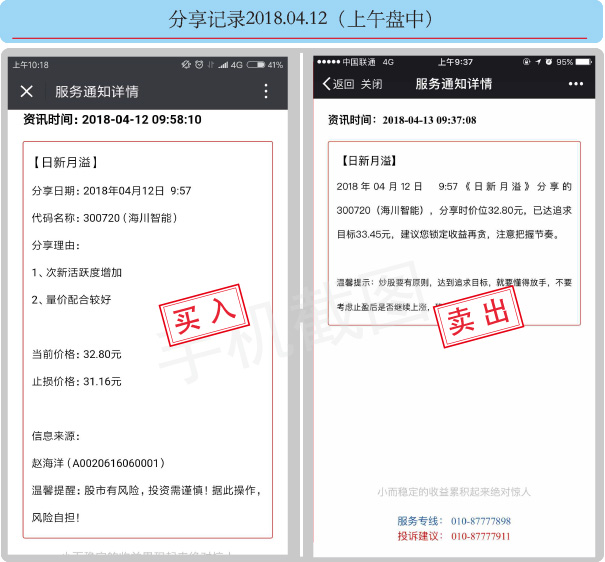 分享记录2018.04.12（上午盘中）
上午10:18
4G
41%
服务通知详情
资讯时间：2018-04-12 09:58:10
【日新月溢】
分享日期：2018年04月12日 9:57
代码名称：300720（海川智能）
分享理由：
1、次新活跃度增加
2、量价配合较好
买入
当前价格：32.80元
止损价格：31.16元
信息来源：
赵海洋（A0020616060001）
温馨提醒：股市有风险，投资需谨慎！据此操作，
风险自担！
中国联通 4G
上午9:37
95%
返回 关闭
服务通知详情
资讯时间：2018-04-13 09:37:08
【日新月溢】
2018年04月12日 9:57《日新月溢》分享的
300720（海川智能），分享时价位32.80元，已达追求
目标33.45元，建议您锁定收益再贪，注意把握节奏。
温馨提示：炒股要有原则，达到追求目标，就要懂得放手，不要
考虑止盈后是否继续上涨，
卖出
手机截图
小而稳定的收益累积起来绝对惊人
服务专线： 010-87777898
投诉建议： 010-87777911